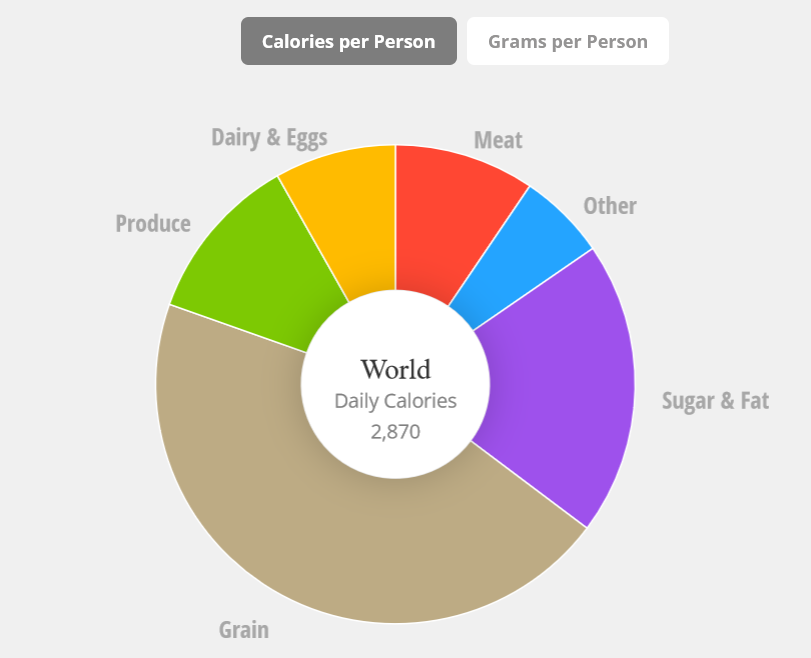 Calories per Person
Grams per Person
Dairy & Eggs
Meat
Other
Produce
World
Daily Calories
2,870
Sugar & Fat
Grain